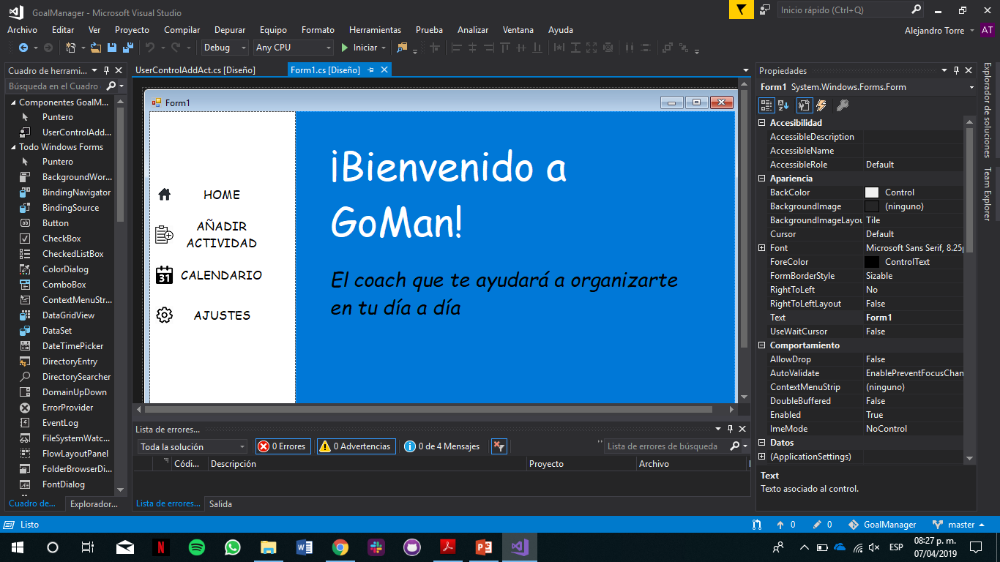 GoalManager - Microsoft Visual Studio
Inicio rápido (Ctrl+Q)
Archivo Editar Ver Proyecto Compilar Depurar Equipo Formato Herramientas Prueba Analizar Ventana Ayuda
Alejandro Torre AT
Debug Any CPU Iniciar
Cuadro de herrami...
Búsqueda en el Cuadro
Componentes GoalM...
Puntero
UserControlAdd...
Todo Windows Forms
Puntero
BackgroundWor...
BindingNavigator
BindingSource
Button
CheckBox
CheckedListBox
ColorDialog
ComboBox
ContextMenuStr...
DataGridView
DataSet
DateTimePicker
DirectoryEntry
DirectorySearcher
DomainUpDown
ErrorProvider
EventLog
FileSystemWatc...
FlowLayoutPanel
FolderBrowserDi...
FontDialog
Cuadro de... Explorador...
UserControlAddAct.cs [Diseño] Form1.cs [Diseño]
Form1
HOME
AÑADIR
ACTIVIDAD
31 CALENDARIO
AJUSTES
¡Bienvenido a
GoMan!
El coach que te ayudará a organizarte
en tu día a día
Lista de errores...
Toda la solución 0 Errores 0 Advertencias 0 de 4 Mensajes Lista de errores de búsqueda
Códi... Descripción Proyecto Archivo
Lista de errores... Salida
Propiedades
Form1 System.Windows.Forms.Form
Accesibilidad
AccessibleDescription
AccessibleName
AccessibleRole Default
Apariencia
BackColor Control
BackgroundImage (ninguno)
BackgroundImageLayou Tile
Cursor Default
Font Microsoft Sans Serif, 8.25p
ForeColor ControlText
FormBorderStyle Sizable
RightToLeft No
RightToLeftLayout False
Text Form1
UseWaitCursor False
Comportamiento
AllowDrop False
AutoValidate EnablePreventFocusChan
ContextMenuStrip (ninguno)
DoubleBuffered False
Enabled True
ImeMode NoControl
Datos
(ApplicationSettings)
Text
Texto asociado al control.
Explorador de soluciones
Team Explorer
Listo 0 0 GoalManager master
ESP 08:27 p. m.
07/04/2019